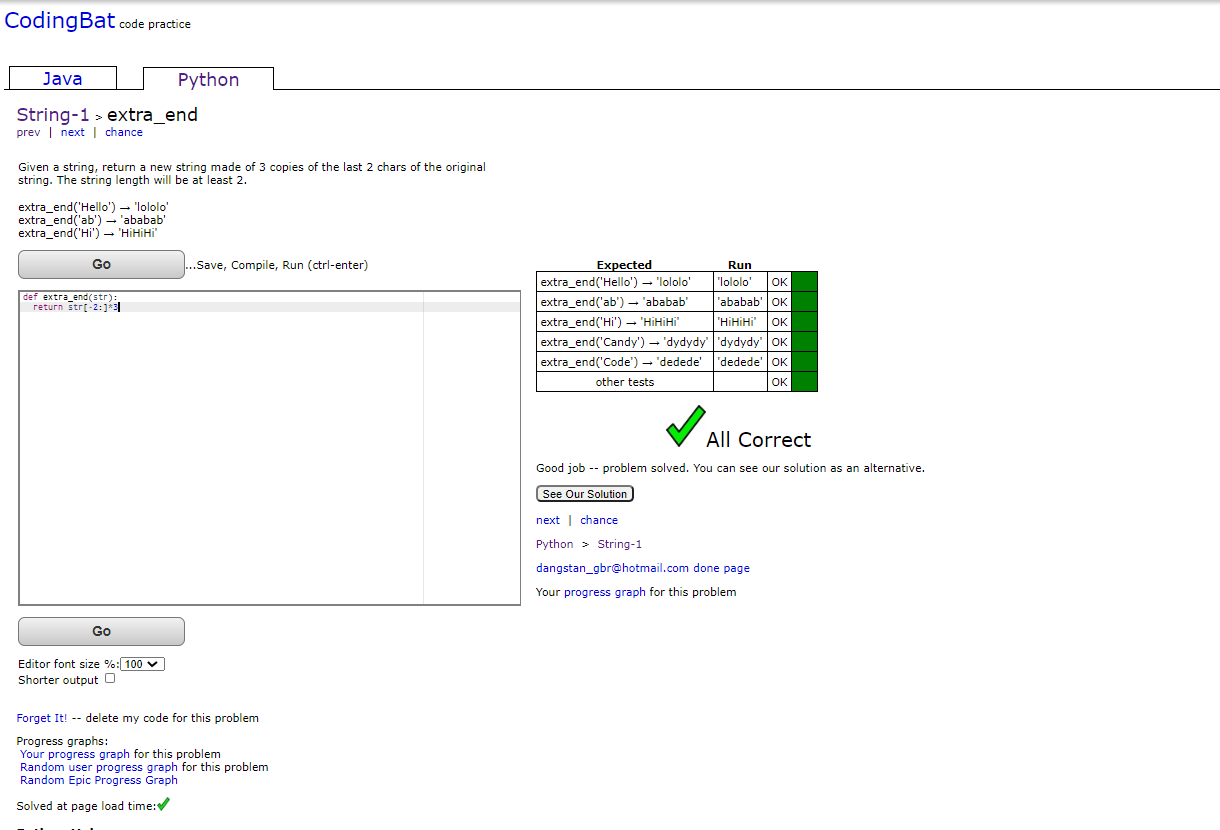 CodingBat code practice
Java
Python
String-1 > extra_end
prev | next | chance
Given a string, return a new string made of 3 copies of the last 2 chars of the original
string. The string length will be at least 2.
extra_end('Hello') → 'lololo'
extra_end('ab') → 'ababab'
extra_end('Hi') → 'HiHiHi'
Go ...Save, Compile, Run (ctrl-enter)
def extra_end(str):
return str[-2:]*3
Expected Run
extra_end('Hello') → 'lololo' 'lololo' OK
extra_end('ab') → 'ababab' 'ababab' OK
extra_end('Hi') → 'HiHiHi' 'HiHiHi' OK
extra_end('Candy') → 'dydydy' 'dydydy' OK
extra_end('Code') → 'dedede' 'dedede' OK
other tests OK
All Correct
Good job -- problem solved. You can see our solution as an alternative.
See Our Solution
next | chance
Python > String-1
dangstan_gbr@hotmail.com done page
Your progress graph for this problem
Go
Editor font size %: 100
Shorter output
Forget It! -- delete my code for this problem
Progress graphs:
Your progress graph for this problem
Random user progress graph for this problem
Random Epic Progress Graph
Solved at page load time: